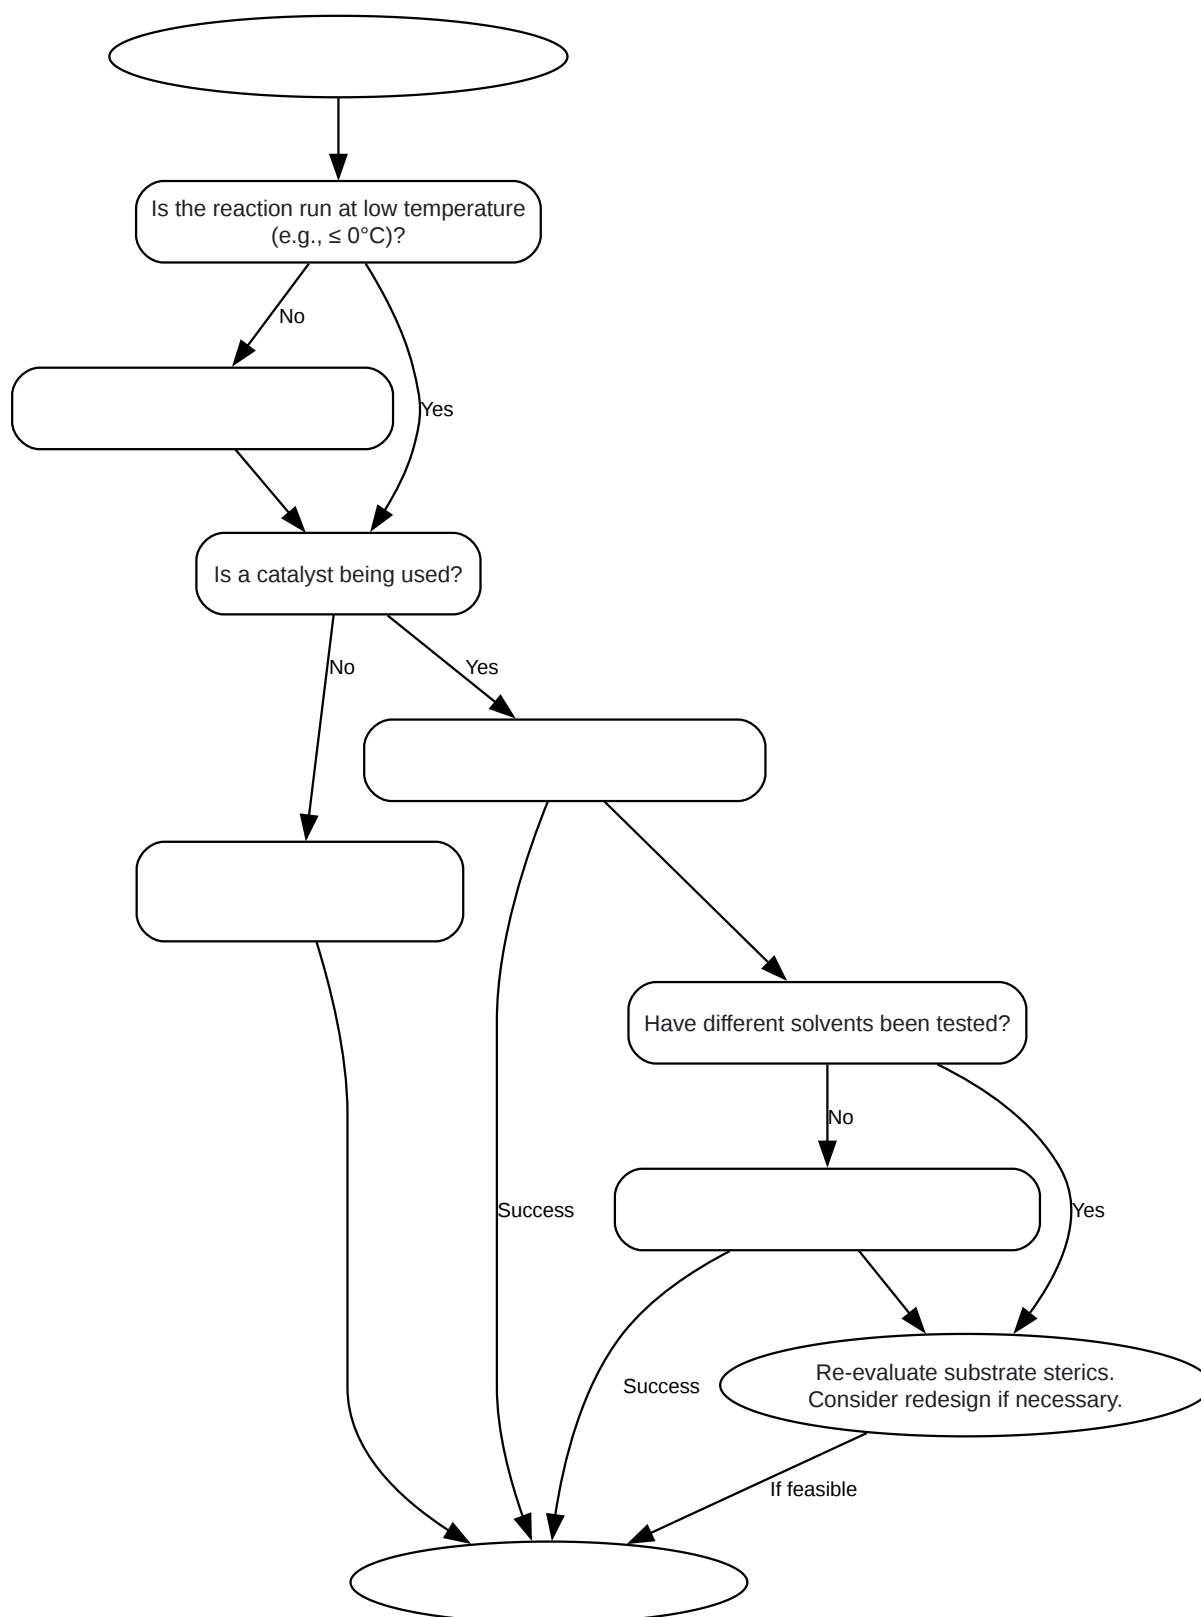 Is the reaction run at low temperature
(e.g., ≤ 0°C)?
No
Yes
Is a catalyst being used?
No
Yes
Have different solvents been tested?
No
Success
Yes
Re-evaluate substrate sterics.
Consider redesign if necessary.
Success
If feasible